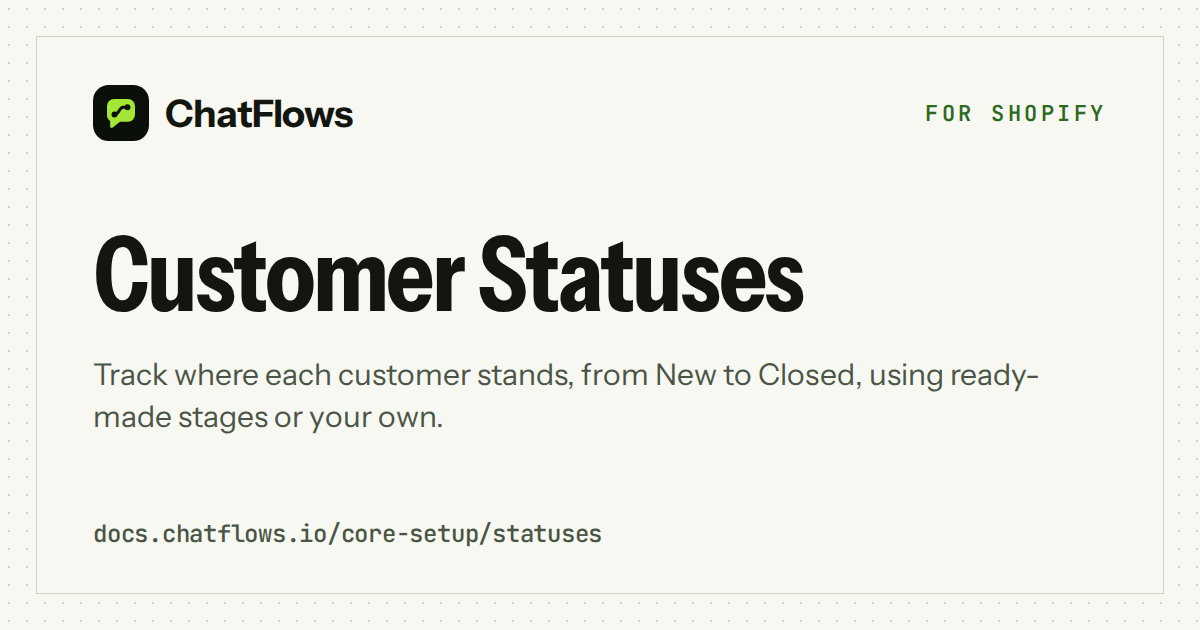 ChatFlows
FOR SHOPIFY
Customer Statuses
Track where each customer stands, from New to Closed, using ready-
made stages or your own.
docs.chatflows.io/core-setup/statuses